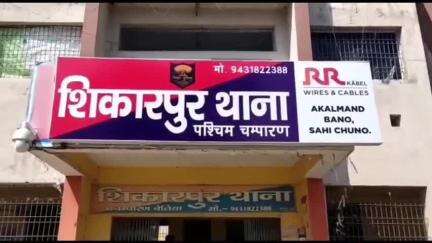 मो. 9431822388
शिकारपुर थाना
पश्चिम चम्पारण
RR KABEL
WIRES & CABLES
AKALMAND
BANO,
SAHI CHUNO.
शिकारपुर थाना
मो.-